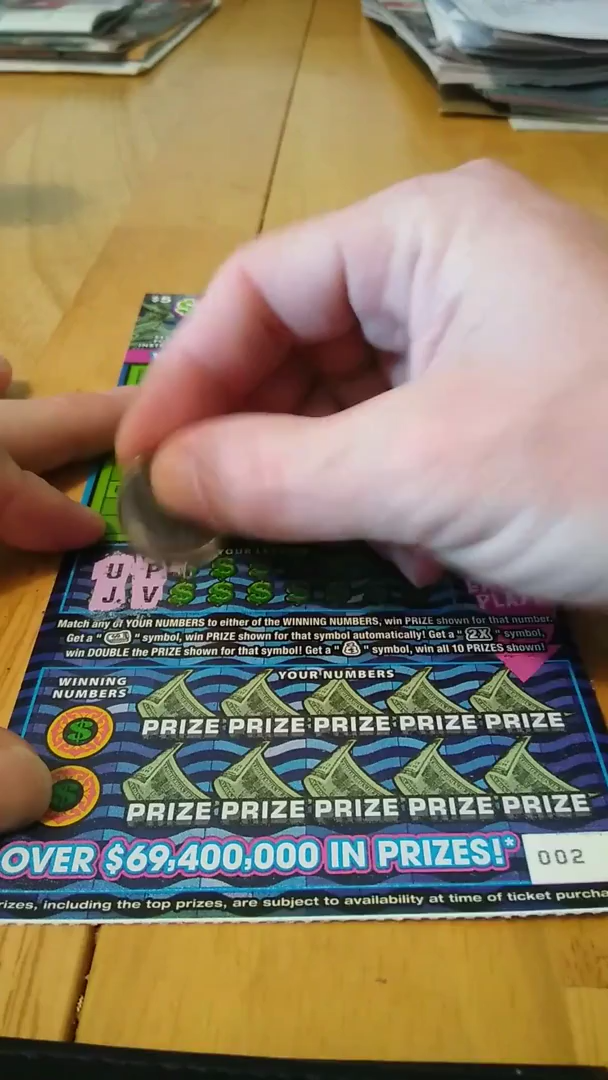 $5
U P
J. V
YOUR
Match any of YOUR NUMBERS to either of the WINNING NUMBERS, win PRIZE shown for that number.
Get a " " symbol, win PRIZE shown for that symbol automatically! Get a " 2X " symbol,
win DOUBLE the PRIZE shown for that symbol! Get a " " symbol, win all 10 PRIZES shown!
WINNING
NUMBERS
YOUR NUMBERS
PRIZE PRIZE PRIZE PRIZE PRIZE
PRIZE PRIZE PRIZE PRIZE PRIZE
OVER $69,400,000 IN PRIZES!*
002
rizes, including the top prizes, are subject to availability at time of ticket purcha